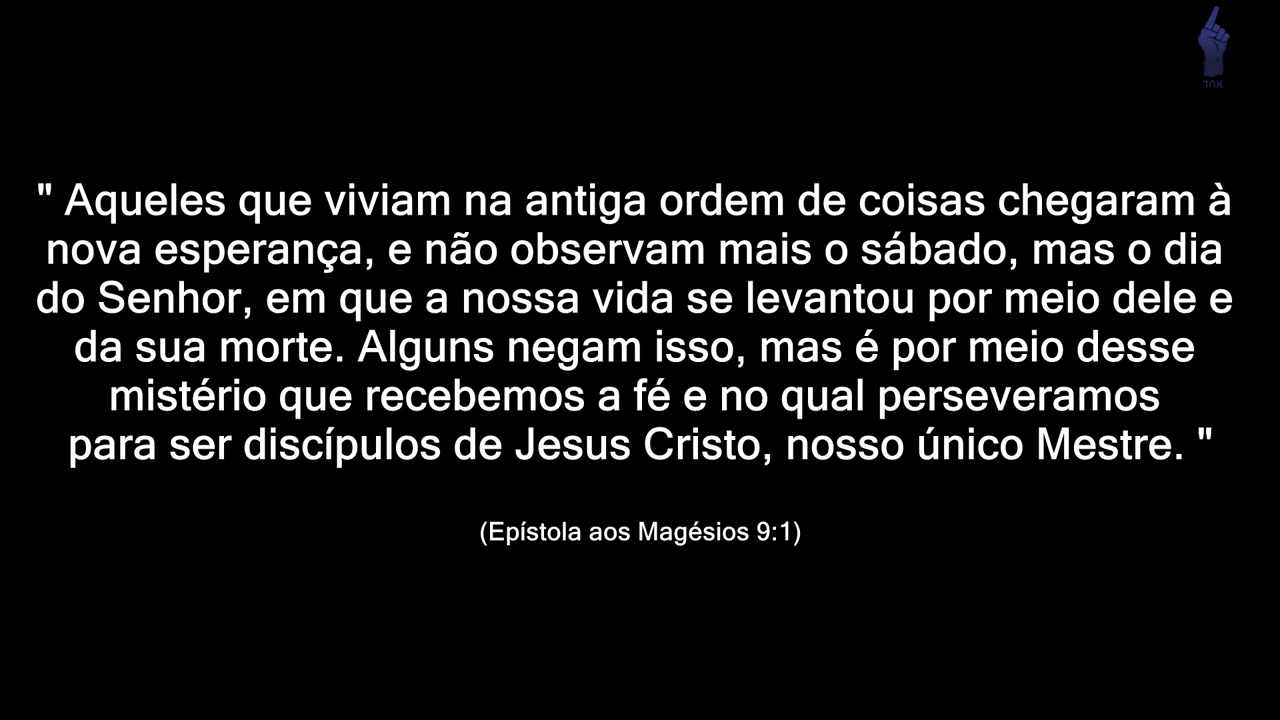 אחד
" Aqueles que viviam na antiga ordem de coisas chegaram à
nova esperança, e não observam mais o sábado, mas o dia
do Senhor, em que a nossa vida se levantou por meio dele e
da sua morte. Alguns negam isso, mas é por meio desse
mistério que recebemos a fé e no qual perseveramos
para ser discípulos de Jesus Cristo, nosso único Mestre. "
(Epístola aos Magésios 9:1)